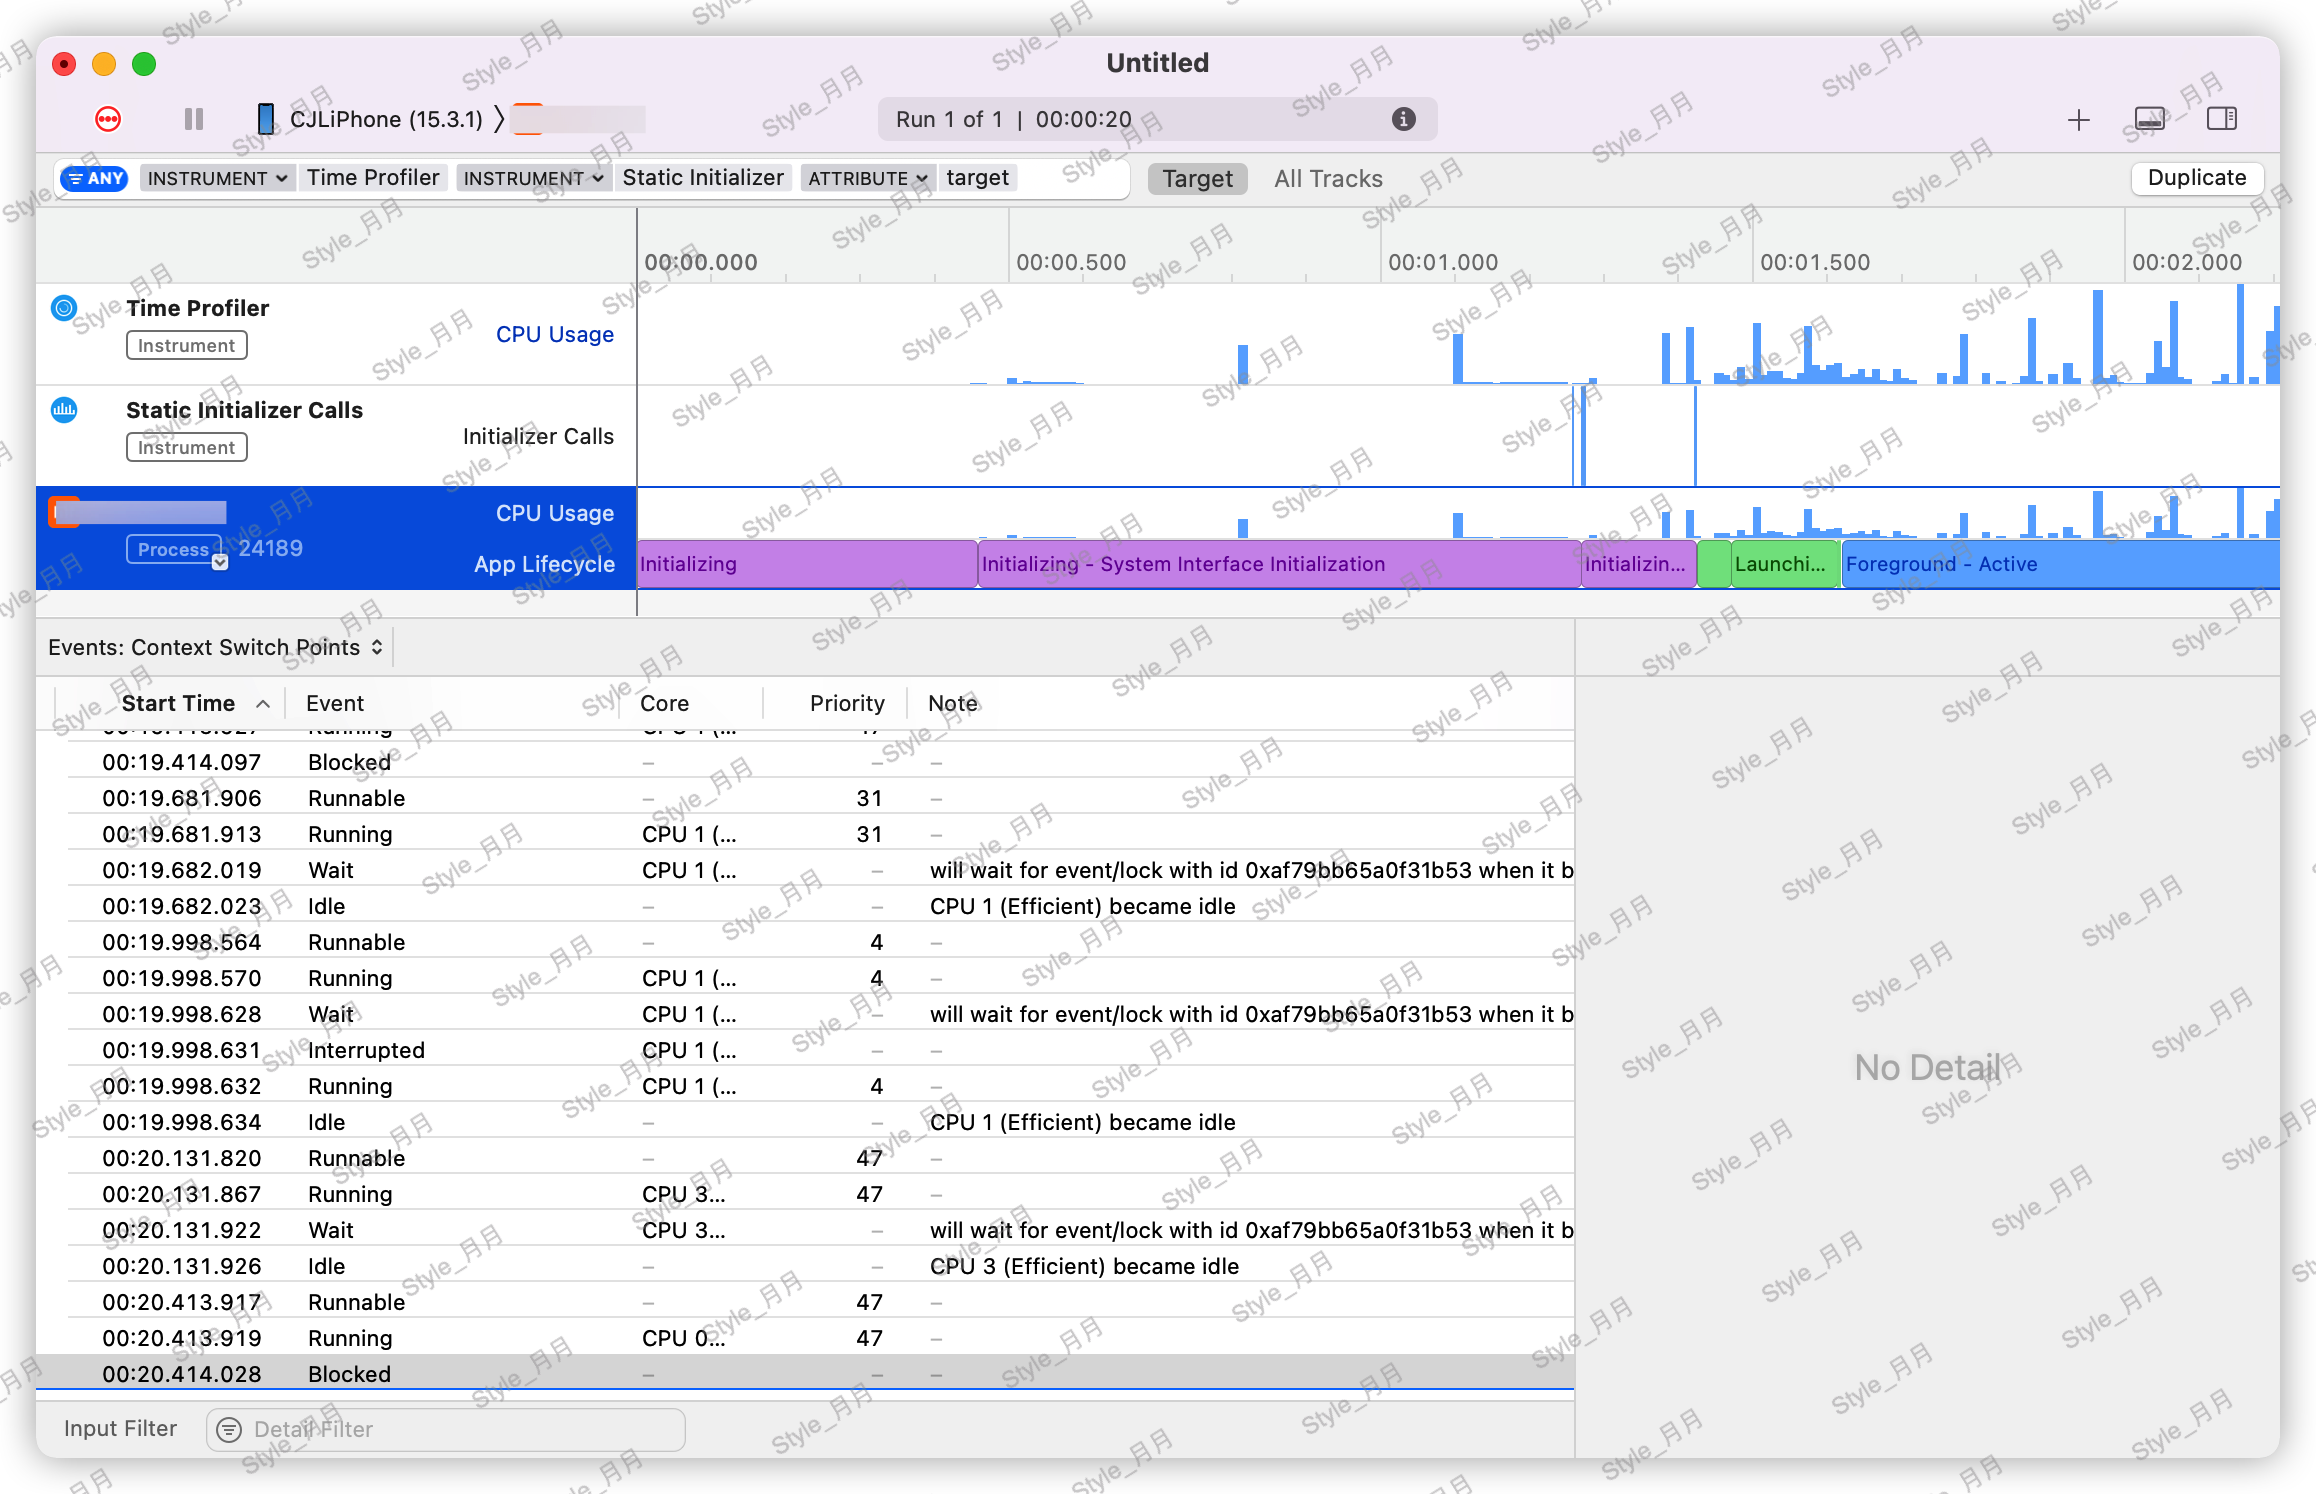 Untitled
CJLiPhone (15.3.1) 〉
Run 1 of 1 | 00:00:20
ANY INSTRUMENT Time Profiler INSTRUMENT Static Initializer ATTRIBUTE target Target All Tracks Duplicate
00:00.000 00:00.500 00:01.000 00:01.500 00:02.000
Time Profiler
Instrument
CPU Usage
Static Initializer Calls
Instrument
Initializer Calls
CPU Usage
Process 24189
App Lifecycle
Initializing Initializing - System Interface Initialization Initializin... Launchi... Foreground - Active
Events: Context Switch Points
Start Time Event Core Priority Note
00:19.414.097 Blocked – – –
00:19.681.906 Runnable – 31 –
00:19.681.913 Running CPU 1 (... 31 –
00:19.682.019 Wait CPU 1 (... – will wait for event/lock with id 0xaf79bb65a0f31b53 when it b
00:19.682.023 Idle – – CPU 1 (Efficient) became idle
00:19.998.564 Runnable – 4 –
00:19.998.570 Running CPU 1 (... 4 –
00:19.998.628 Wait CPU 1 (... – will wait for event/lock with id 0xaf79bb65a0f31b53 when it b
00:19.998.631 Interrupted CPU 1 (... – –
00:19.998.632 Running CPU 1 (... 4 –
00:19.998.634 Idle – – CPU 1 (Efficient) became idle
00:20.131.820 Runnable – 47 –
00:20.131.867 Running CPU 3... 47 –
00:20.131.922 Wait CPU 3... – will wait for event/lock with id 0xaf79bb65a0f31b53 when it b
00:20.131.926 Idle – – CPU 3 (Efficient) became idle
00:20.413.917 Runnable – 47 –
00:20.413.919 Running CPU 0... 47 –
00:20.414.028 Blocked – – –
No Detail
Input Filter Detail Filter
Style_月月